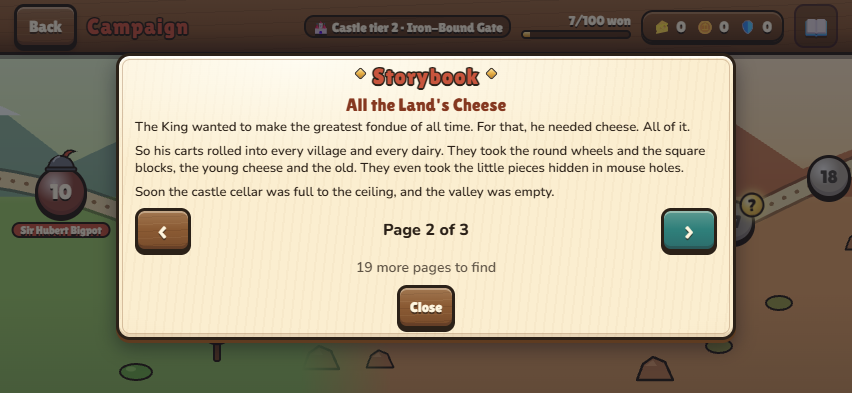 Back
Campaign
Castle tier 2 - Iron-Bound Gate
7/100 won
0
0
0
Storybook
All the Land's Cheese
The King wanted to make the greatest fondue of all time. For that, he needed cheese. All of it.
So his carts rolled into every village and every dairy. They took the round wheels and the square
blocks, the young cheese and the old. They even took the little pieces hidden in mouse holes.
Soon the castle cellar was full to the ceiling, and the valley was empty.
10
18
?
Sir Hubert Bigpot
‹
Page 2 of 3
›
19 more pages to find
Close